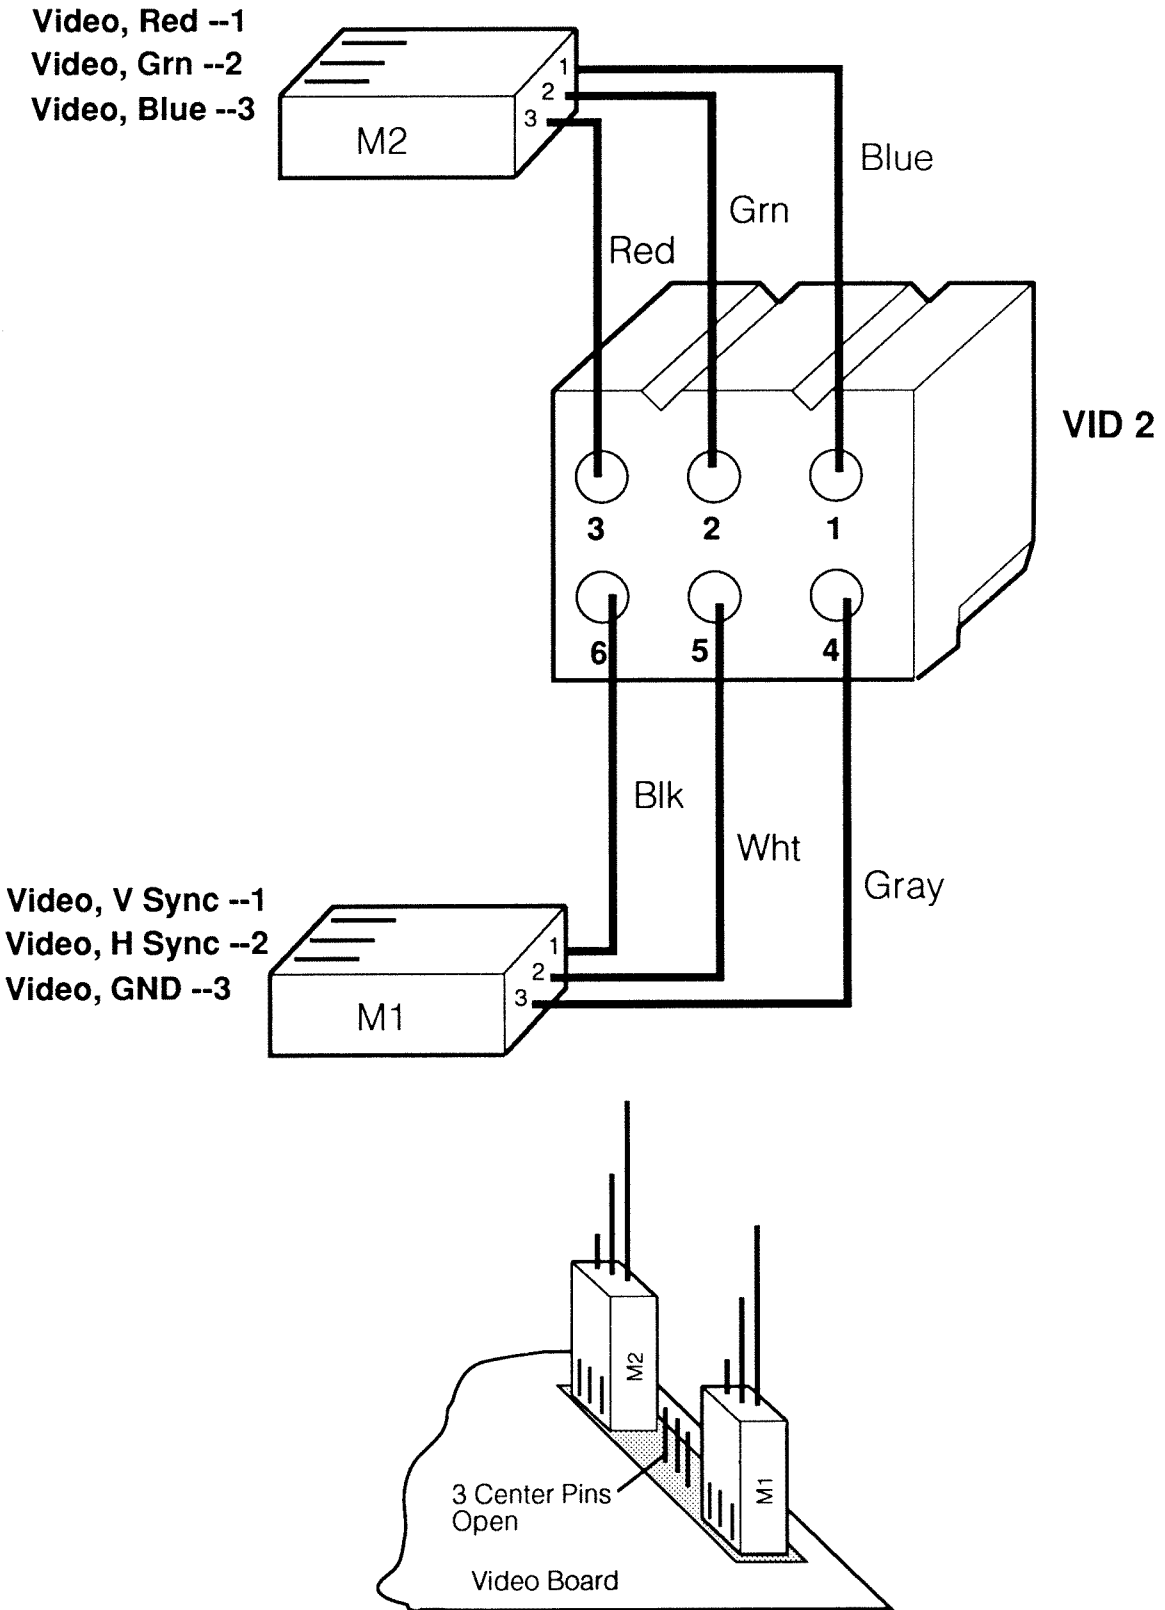 Video, Red --1
Video, Grn --2
Video, Blue --3
1
2
3
M2
Blue
Grn
Red
VID 2
3 2 1
6 5 4
Blk
Wht
Gray
Video, V Sync --1
Video, H Sync --2
Video, GND --3
1
2
3
M1
M2
M1
3 Center Pins
Open
Video Board